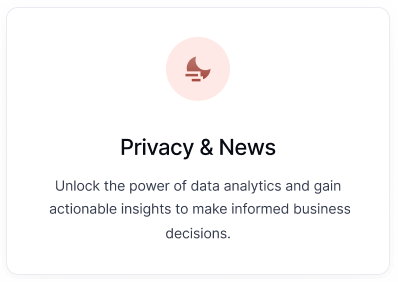 Privacy & News
Unlock the power of data analytics and gain
actionable insights to make informed business
decisions.